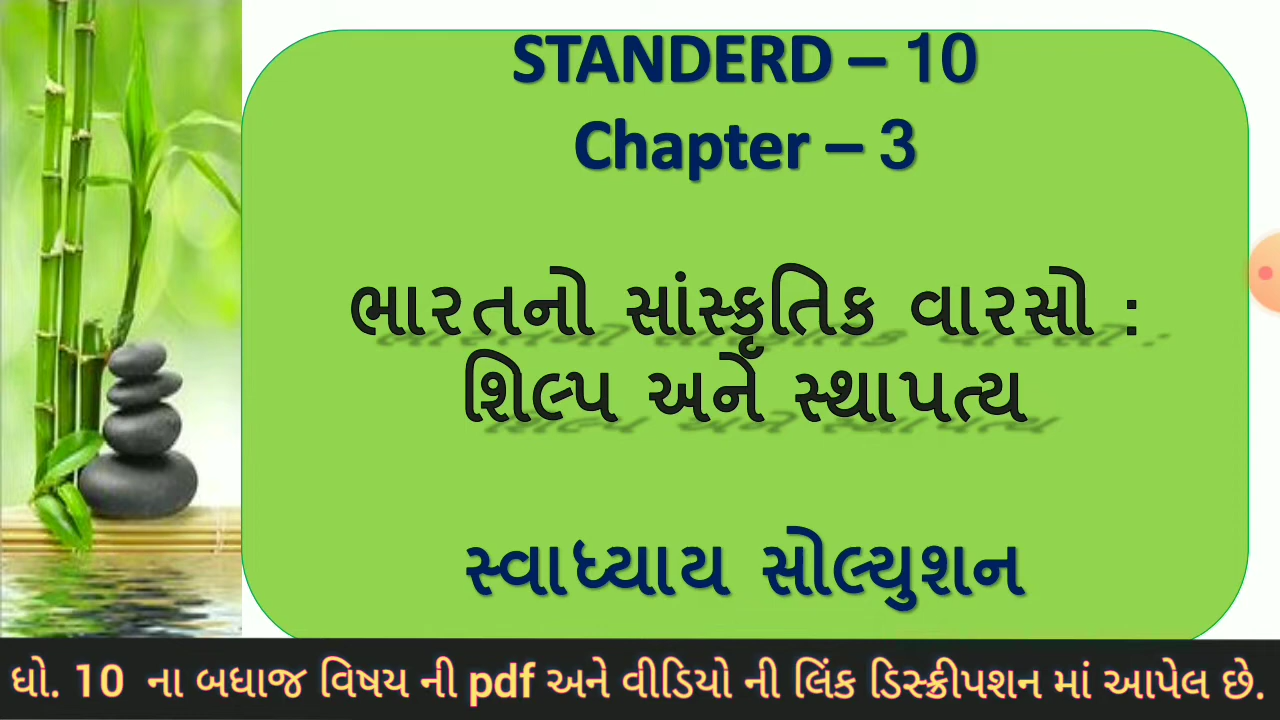 STANDERD – 10
Chapter – 3
ભારતનો સાંસ્કૃતિક વારસો :
શિલ્પ અને સ્થાપત્ય
સ્વાધ્યાય સોલ્યુશન
ધો. 10 ના બધાજ વિષય ની pdf અને વીડિયો ની લિંક ડિસ્ક્રીપશન માં આપેલ છે.